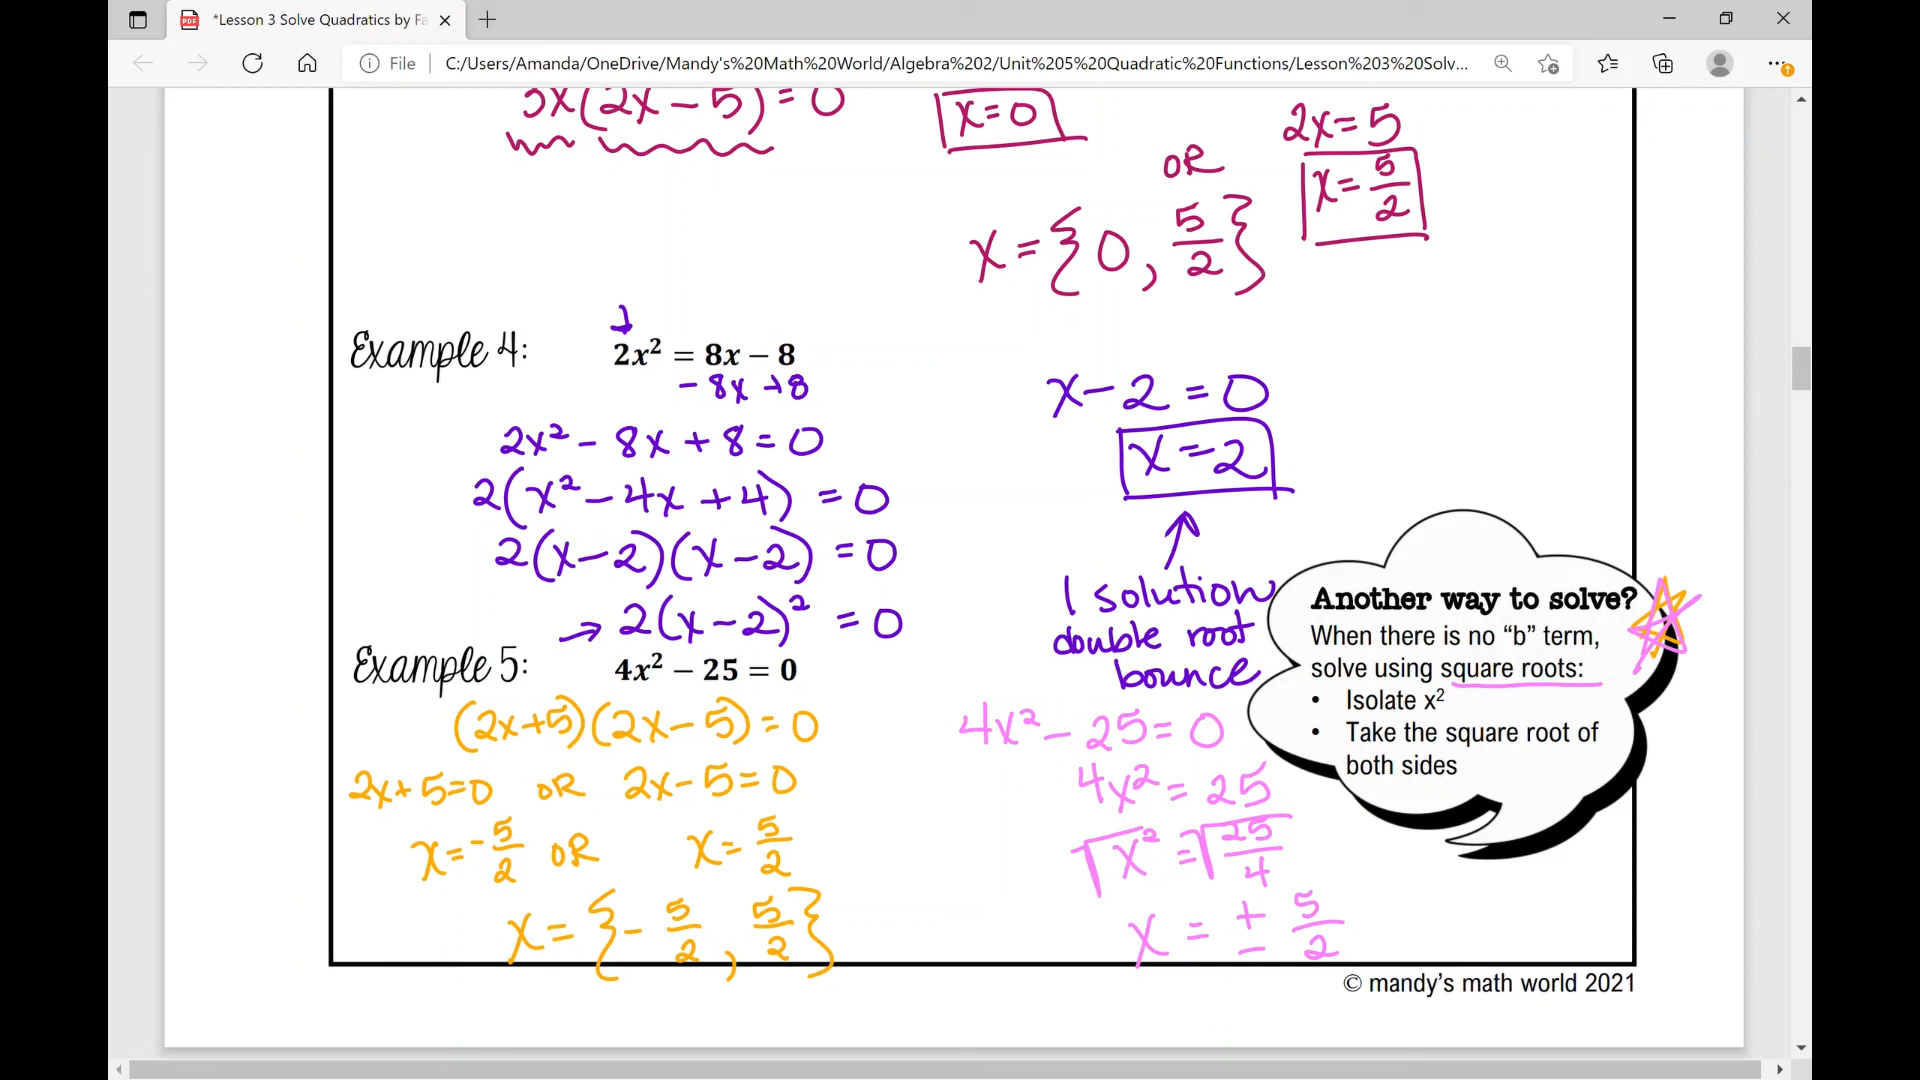 *Lesson 3 Solve Quadratics by Fa
File
C:/Users/Amanda/OneDrive/Mandy's%20Math%20World/Algebra%202/Unit%205%20Quadratic%20Functions/Lesson%203%20Solv...
(2x − 5) = 0
x = 0
2x = 5
OR
x = 5/2
x = {0, 5/2}
Example 4:
2x² = 8x − 8
− 8x + 8
2x² − 8x + 8 = 0
2(x² − 4x + 4) = 0
2(x − 2)(x − 2) = 0
→ 2(x − 2)² = 0
x − 2 = 0
x = 2
1 solution
double root
bounce
Another way to solve?
When there is no “b” term,
solve using square roots:
• Isolate x²
• Take the square root of
both sides
Example 5:
4x² − 25 = 0
(2x + 5)(2x − 5) = 0
2x + 5 = 0 OR 2x − 5 = 0
x = −5/2 OR x = 5/2
x = {−5/2, 5/2}
4x² − 25 = 0
4x² = 25
√x² = √25/4
x = ± 5/2
© mandy’s math world 2021